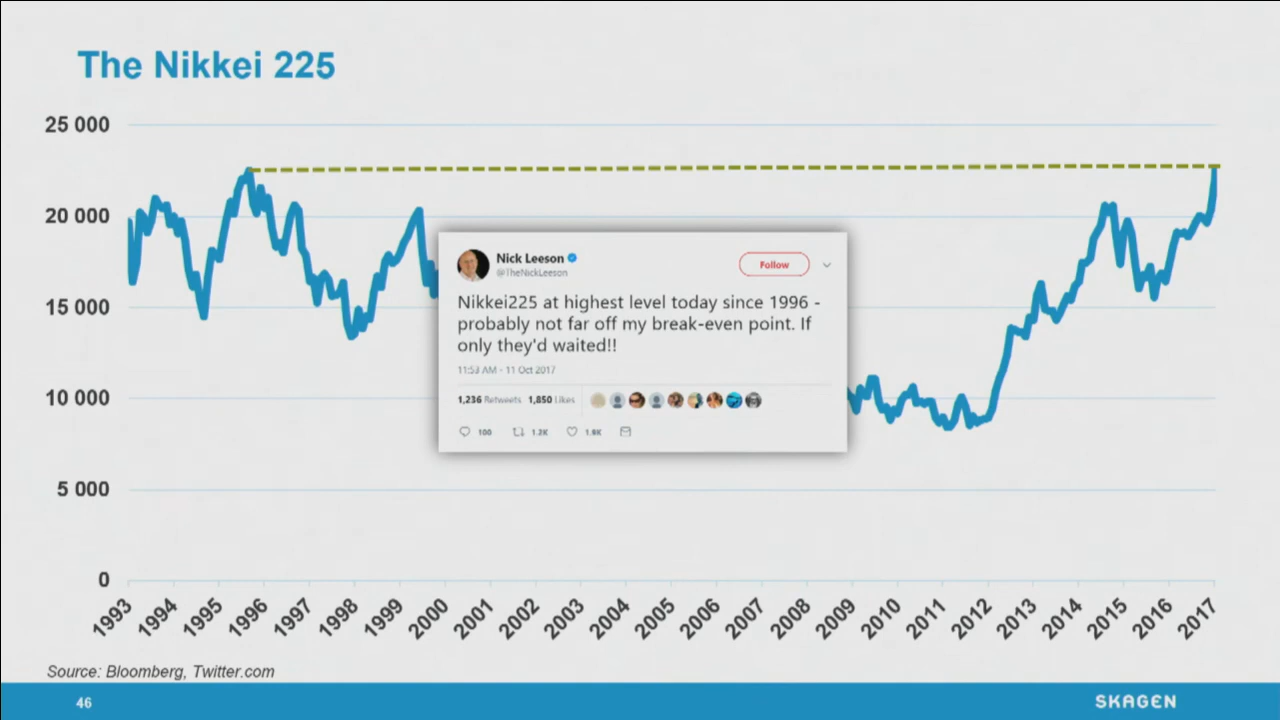 The Nikkei 225
25 000
20 000
15 000
10 000
5 000
0
Nick Leeson
@TheNickLeeson
Follow
Nikkei225 at highest level today since 1996 -
probably not far off my break-even point. If
only they'd waited!!
11:53 AM - 11 Oct 2017
1,236 Retweets 1,850 Likes
100 1.2K 1.8K
1993 1994 1995 1996 1997 1998 1999 2000 2001 2002 2003 2004 2005 2006 2007 2008 2009 2010 2011 2012 2013 2014 2015 2016 2017
Source: Bloomberg, Twitter.com
46
SKAGEN